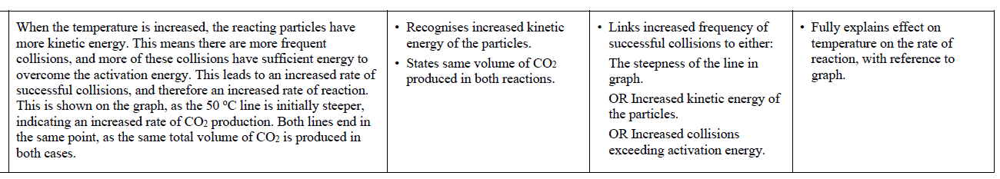 When the temperature is increased, the reacting particles have
more kinetic energy. This means there are more frequent
collisions, and more of these collisions have sufficient energy to
overcome the activation energy. This leads to an increased rate of
successful collisions, and therefore an increased rate of reaction.
This is shown on the graph, as the 50 °C line is initially steeper,
indicating an increased rate of CO₂ production. Both lines end in
the same point, as the same total volume of CO₂ is produced in
both cases.
• Recognises increased kinetic
energy of the particles.
• States same volume of CO₂
produced in both reactions.
• Links increased frequency of
successful collisions to either:
The steepness of the line in
graph.
OR Increased kinetic energy of
the particles.
OR Increased collisions
exceeding activation energy.
• Fully explains effect on
temperature on the rate of
reaction, with reference to
graph.